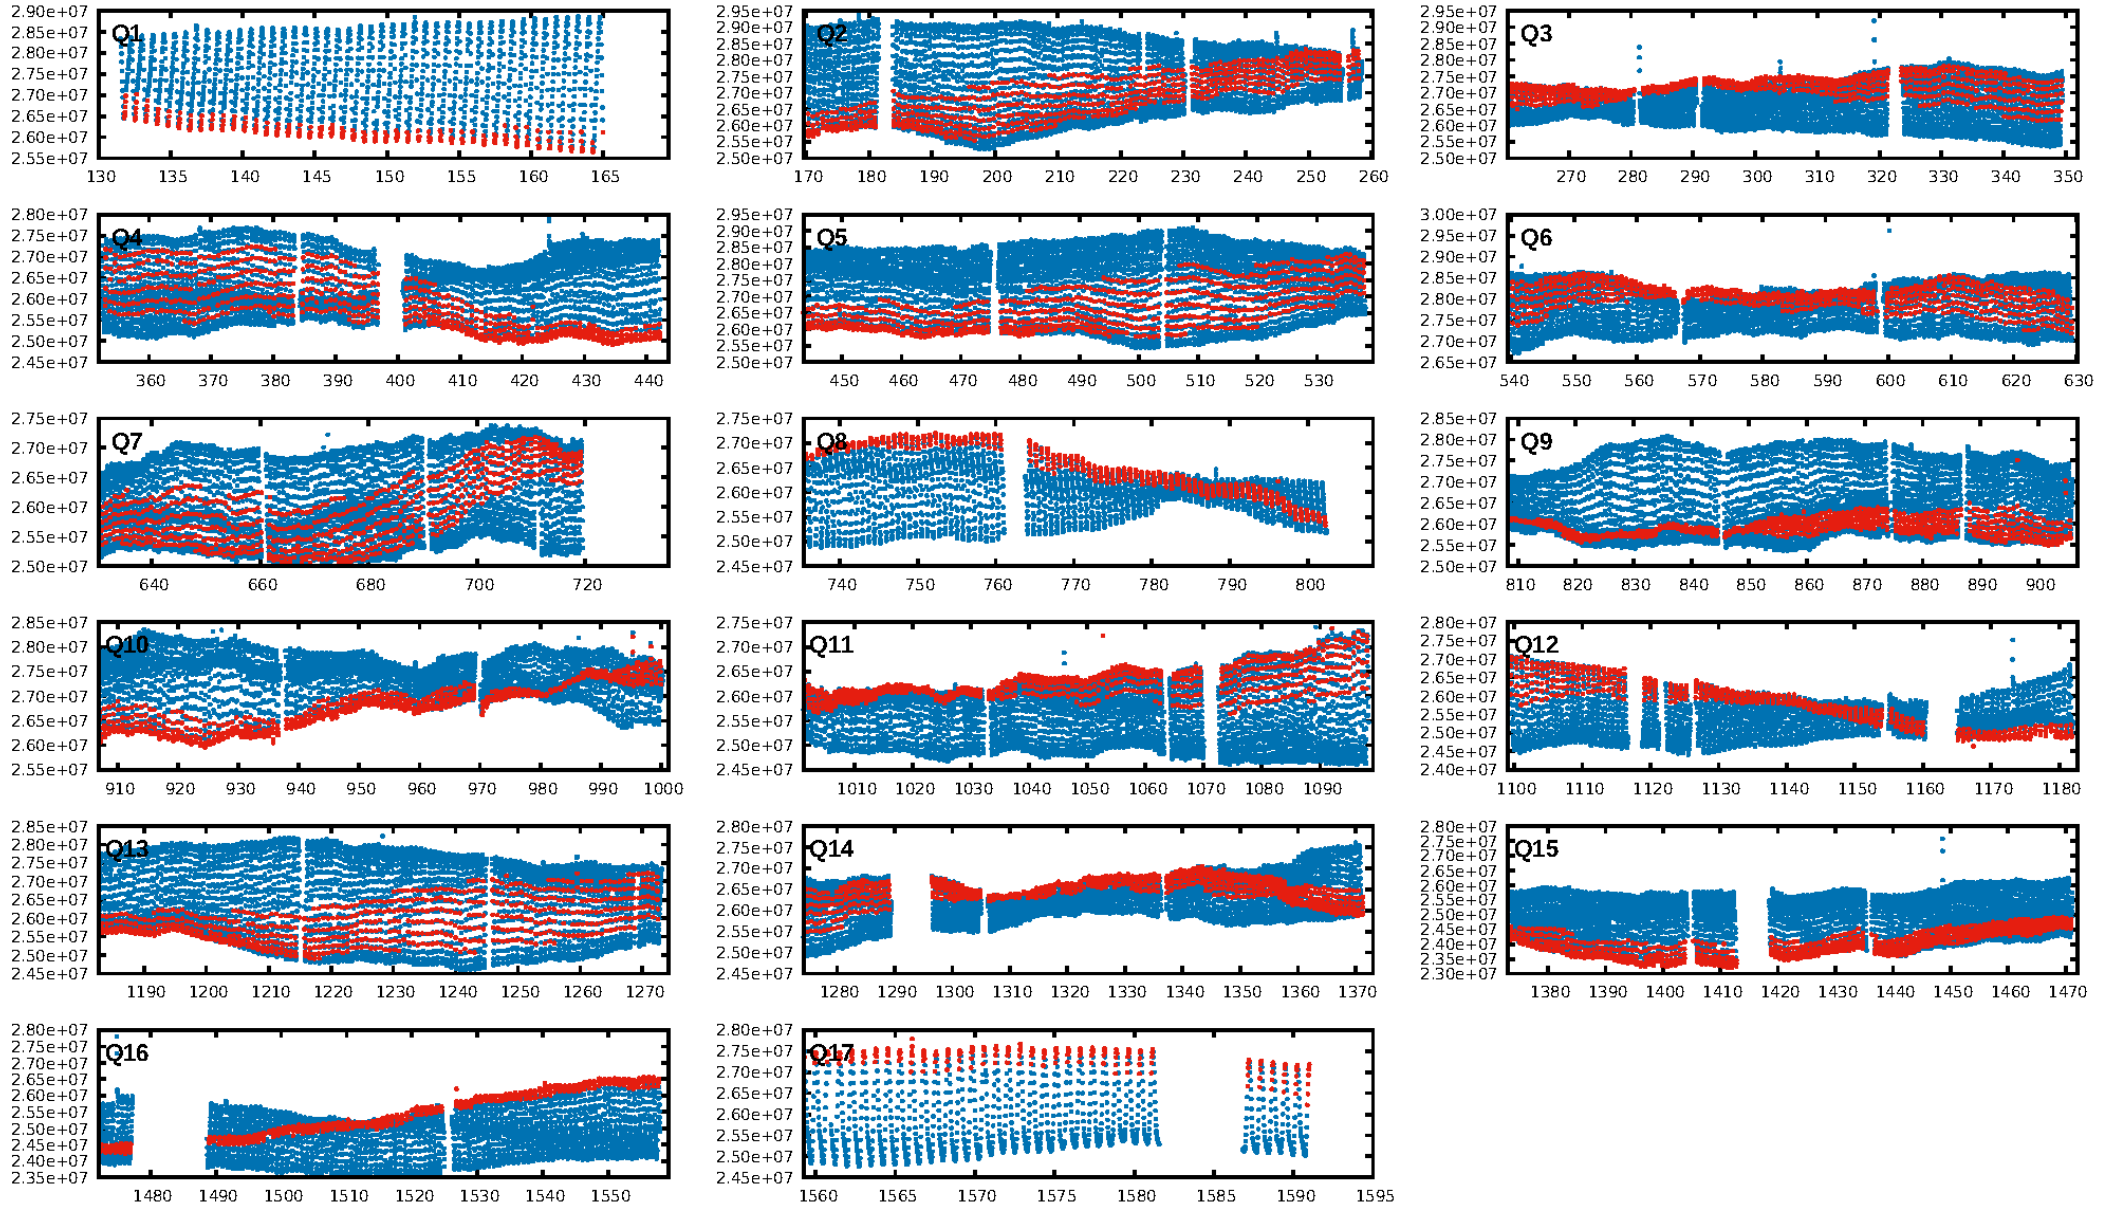 2.90e+07
2.85e+07
2.80e+07
2.75e+07
2.70e+07
2.65e+07
2.60e+07
2.55e+07
Q1
130 135 140 145 150 155 160 165
2.95e+07
2.90e+07
2.85e+07
2.80e+07
2.75e+07
2.70e+07
2.65e+07
2.60e+07
2.55e+07
2.50e+07
Q2
170 180 190 200 210 220 230 240 250 260
2.95e+07
2.90e+07
2.85e+07
2.80e+07
2.75e+07
2.70e+07
2.65e+07
2.60e+07
2.55e+07
2.50e+07
Q3
270 280 290 300 310 320 330 340 350
2.80e+07
2.75e+07
2.70e+07
2.65e+07
2.60e+07
2.55e+07
2.50e+07
2.45e+07
Q4
360 370 380 390 400 410 420 430 440
2.95e+07
2.90e+07
2.85e+07
2.80e+07
2.75e+07
2.70e+07
2.65e+07
2.60e+07
2.55e+07
2.50e+07
Q5
450 460 470 480 490 500 510 520 530
3.00e+07
2.95e+07
2.90e+07
2.85e+07
2.80e+07
2.75e+07
2.70e+07
2.65e+07
Q6
540 550 560 570 580 590 600 610 620 630
2.75e+07
2.70e+07
2.65e+07
2.60e+07
2.55e+07
2.50e+07
Q7
640 660 680 700 720
2.75e+07
2.70e+07
2.65e+07
2.60e+07
2.55e+07
2.50e+07
2.45e+07
Q8
740 750 760 770 780 790 800
2.85e+07
2.80e+07
2.75e+07
2.70e+07
2.65e+07
2.60e+07
2.55e+07
2.50e+07
Q9
810 820 830 840 850 860 870 880 890 900
2.85e+07
2.80e+07
2.75e+07
2.70e+07
2.65e+07
2.60e+07
2.55e+07
Q10
910 920 930 940 950 960 970 980 990 1000
2.75e+07
2.70e+07
2.65e+07
2.60e+07
2.55e+07
2.50e+07
2.45e+07
Q11
1010 1020 1030 1040 1050 1060 1070 1080 1090
2.80e+07
2.75e+07
2.70e+07
2.65e+07
2.60e+07
2.55e+07
2.50e+07
2.45e+07
2.40e+07
Q12
1100 1110 1120 1130 1140 1150 1160 1170 1180
2.85e+07
2.80e+07
2.75e+07
2.70e+07
2.65e+07
2.60e+07
2.55e+07
2.50e+07
2.45e+07
Q13
1190 1200 1210 1220 1230 1240 1250 1260 1270
2.80e+07
2.75e+07
2.70e+07
2.65e+07
2.60e+07
2.55e+07
2.50e+07
2.45e+07
Q14
1280 1290 1300 1310 1320 1330 1340 1350 1360 1370
2.80e+07
2.75e+07
2.70e+07
2.65e+07
2.60e+07
2.55e+07
2.50e+07
2.45e+07
2.40e+07
2.35e+07
2.30e+07
Q15
1380 1390 1400 1410 1420 1430 1440 1450 1460 1470
2.80e+07
2.75e+07
2.70e+07
2.65e+07
2.60e+07
2.55e+07
2.50e+07
2.45e+07
2.40e+07
2.35e+07
Q16
1480 1490 1500 1510 1520 1530 1540 1550
2.80e+07
2.75e+07
2.70e+07
2.65e+07
2.60e+07
2.55e+07
2.50e+07
2.45e+07
Q17
1560 1565 1570 1575 1580 1585 1590 1595